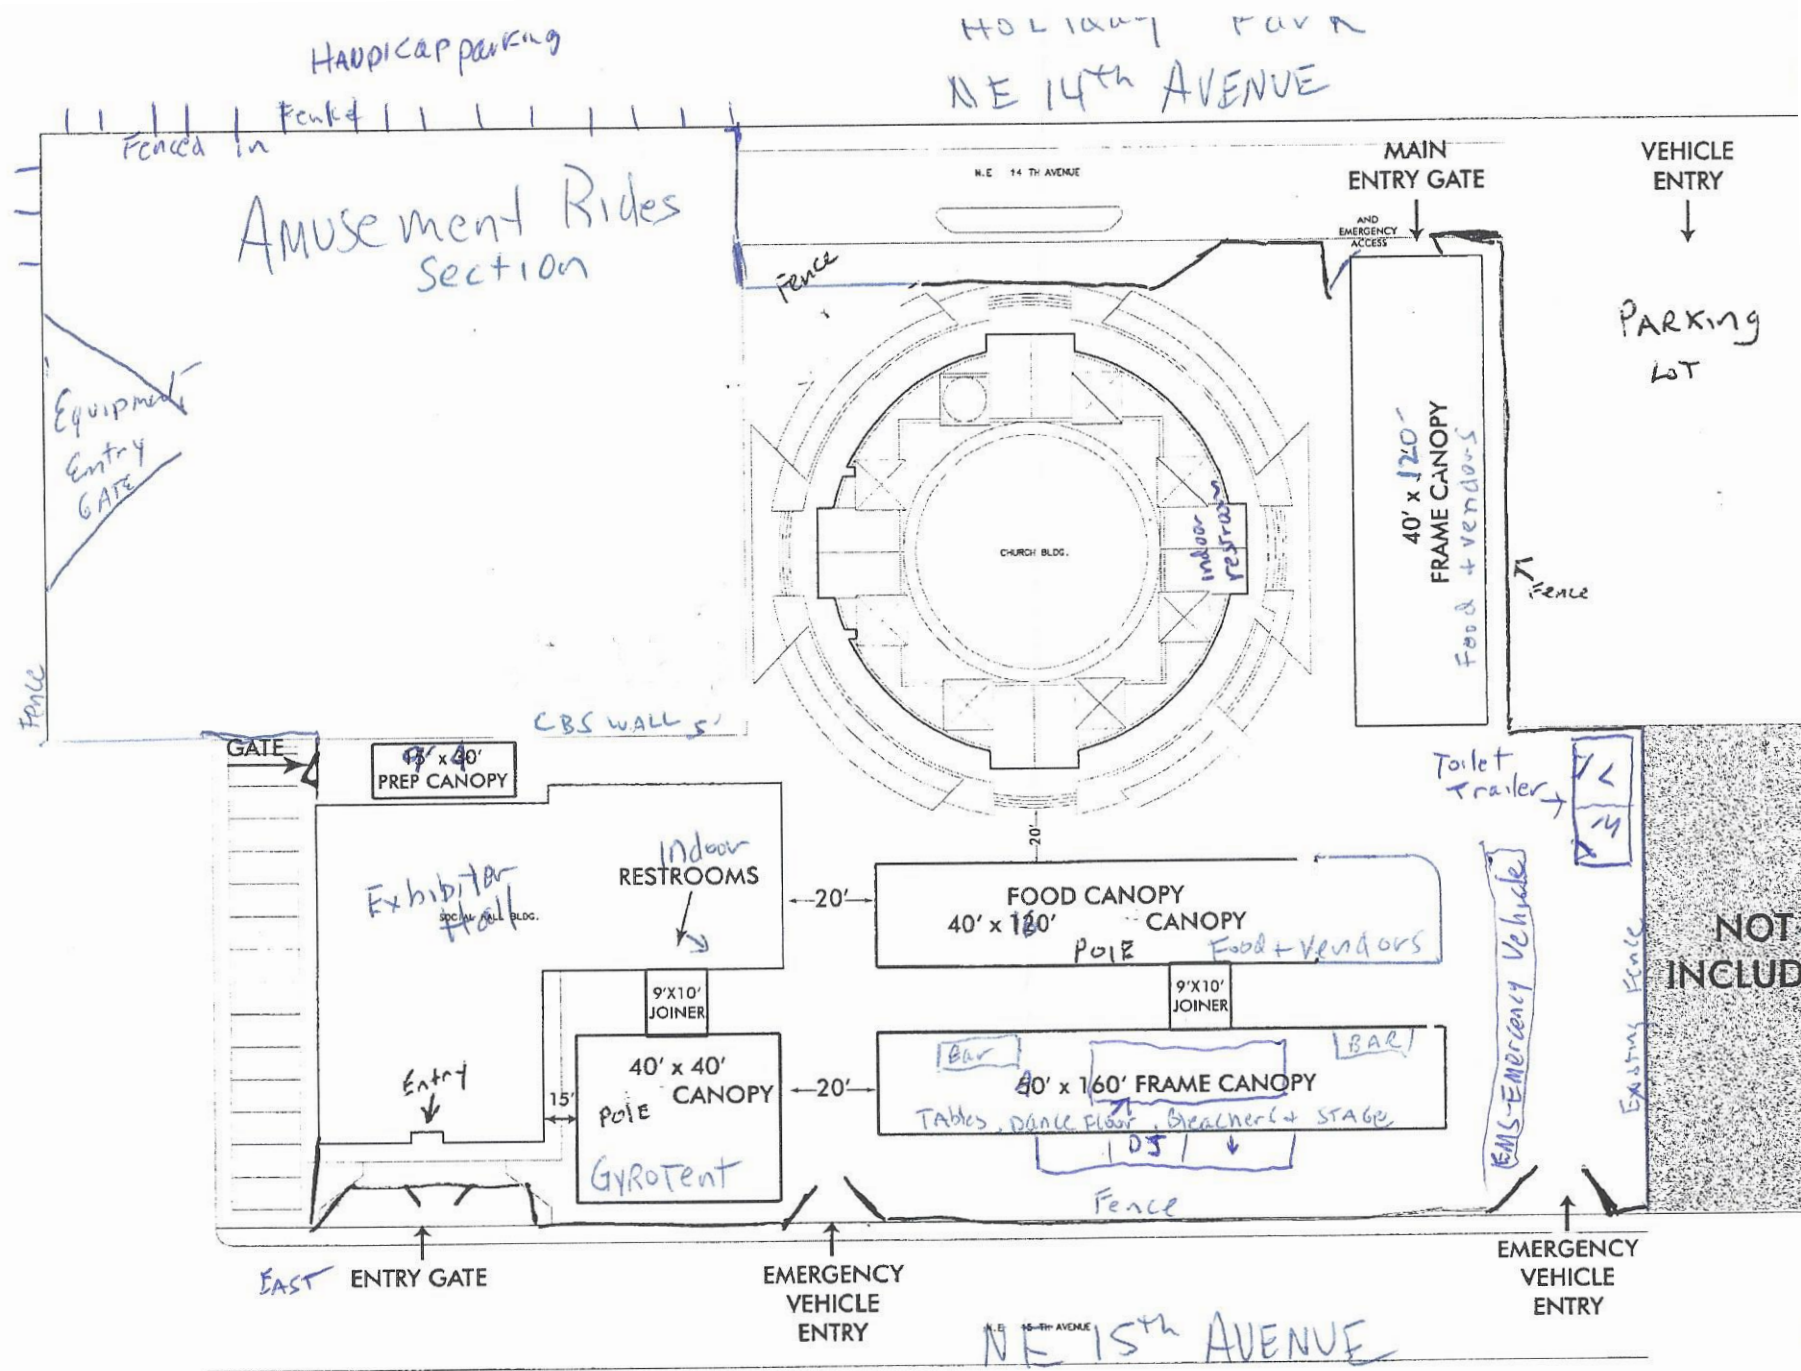 HOLIDAY PARK
HANDICAP parking
NE 14th AVENUE
Fenced In
N.E 14 TH AVENUE
MAIN
ENTRY GATE
AND
EMERGENCY
ACCESS
VEHICLE
ENTRY
Amusement Rides
Section
Fence
PARKing
LOT
Equipment
Entry
GATE
40' x 120'
FRAME CANOPY
Food + vendors
Indoor
restroom
CHURCH BLDG.
Fence
Fence
CBS WALL 5'
GATE
PREP CANOPY
Toilet
Trailer
20'
Indoor
RESTROOMS
Exhibitor
Hall
SOCIAL HALL BLDG.
20'
FOOD CANOPY
40' x
CANOPY
POLE
Food + Vendors
EMS-Emergency Vehicle
Existing Fence
NOT
INCLUD
9'X10'
JOINER
9'X10'
JOINER
Entry
15'
40' x 40'
CANOPY
POLE
GYRO Tent
20'
Bar
BAR
160' FRAME CANOPY
TAbles, Dance Floor, Bleachers + STAGE
DJ
Fence
EAST ENTRY GATE
EMERGENCY
VEHICLE
ENTRY
EMERGENCY
VEHICLE
ENTRY
NE 15th AVENUE